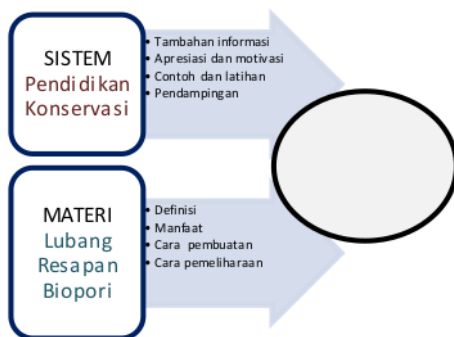 SISTEM
Pendidikan
Konservasi
• Tambahan informasi
• Apresiasi dan motivasi
• Contoh dan latihan
• Pendampingan
MATERI
Lubang
Resapan
Biopori
• Definisi
• Manfaat
• Cara pembuatan
• Cara pemeliharaan